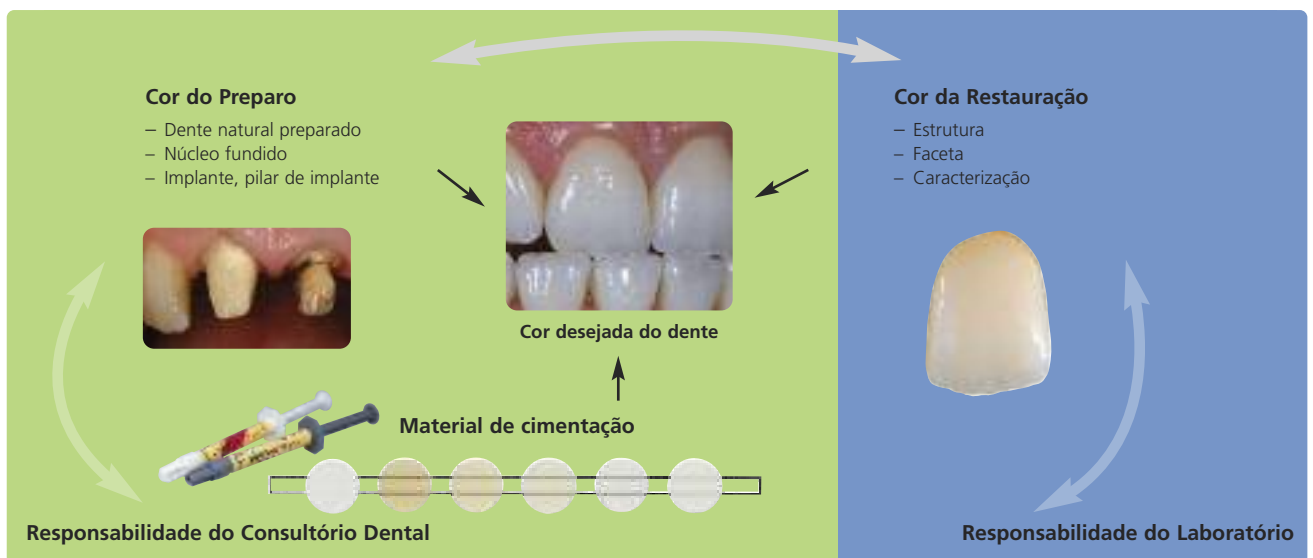 Cor do Preparo
– Dente natural preparado
– Núcleo fundido
– Implante, pilar de implante
Cor da Restauração
– Estrutura
– Faceta
– Caracterização
Cor desejada do dente
Material de cimentação
Responsabilidade do Consultório Dental
Responsabilidade do Laboratório